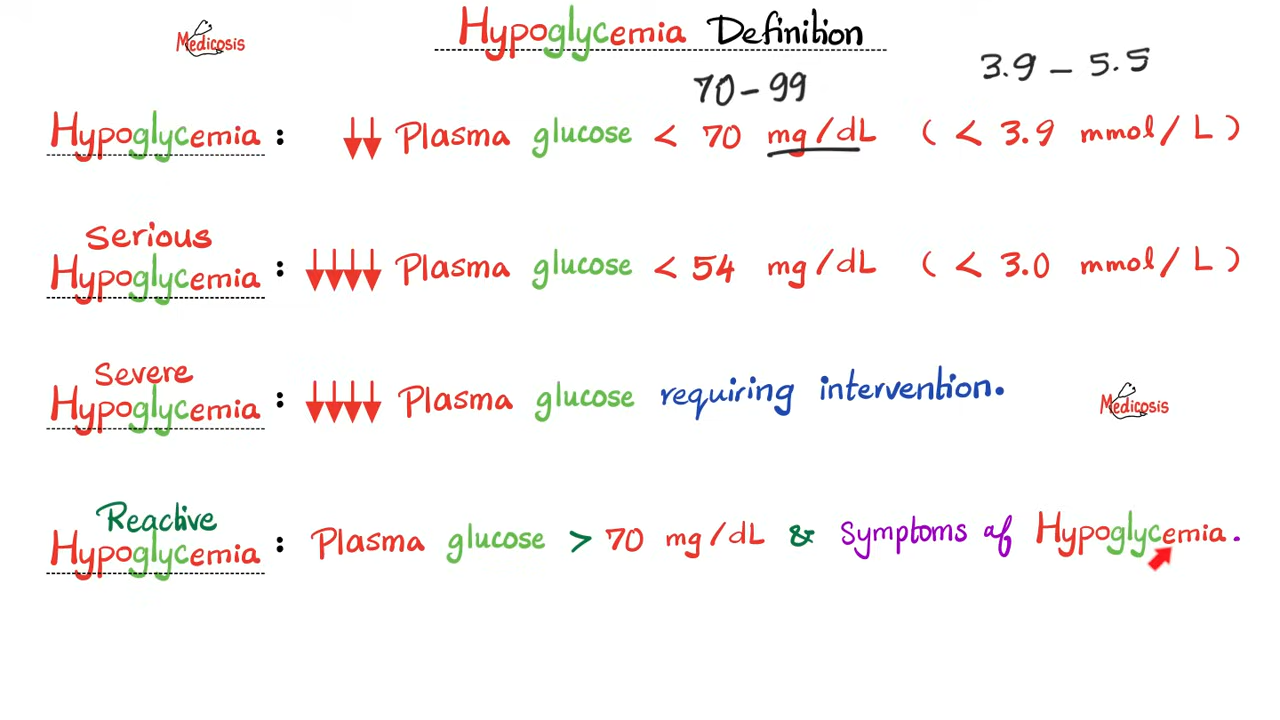 Medicosis
Hypoglycemia Definition
70 - 99
3.9 - 5.5
Hypoglycemia : ↓↓ Plasma glucose < 70 mg/dL ( < 3.9 mmol/L )
Serious
Hypoglycemia : ↓↓↓↓ Plasma glucose < 54 mg/dL ( < 3.0 mmol/L )
Severe
Hypoglycemia : ↓↓↓↓ Plasma glucose requiring intervention.
Medicosis
Reactive
Hypoglycemia : Plasma glucose > 70 mg/dL & Symptoms of Hypoglycemia.